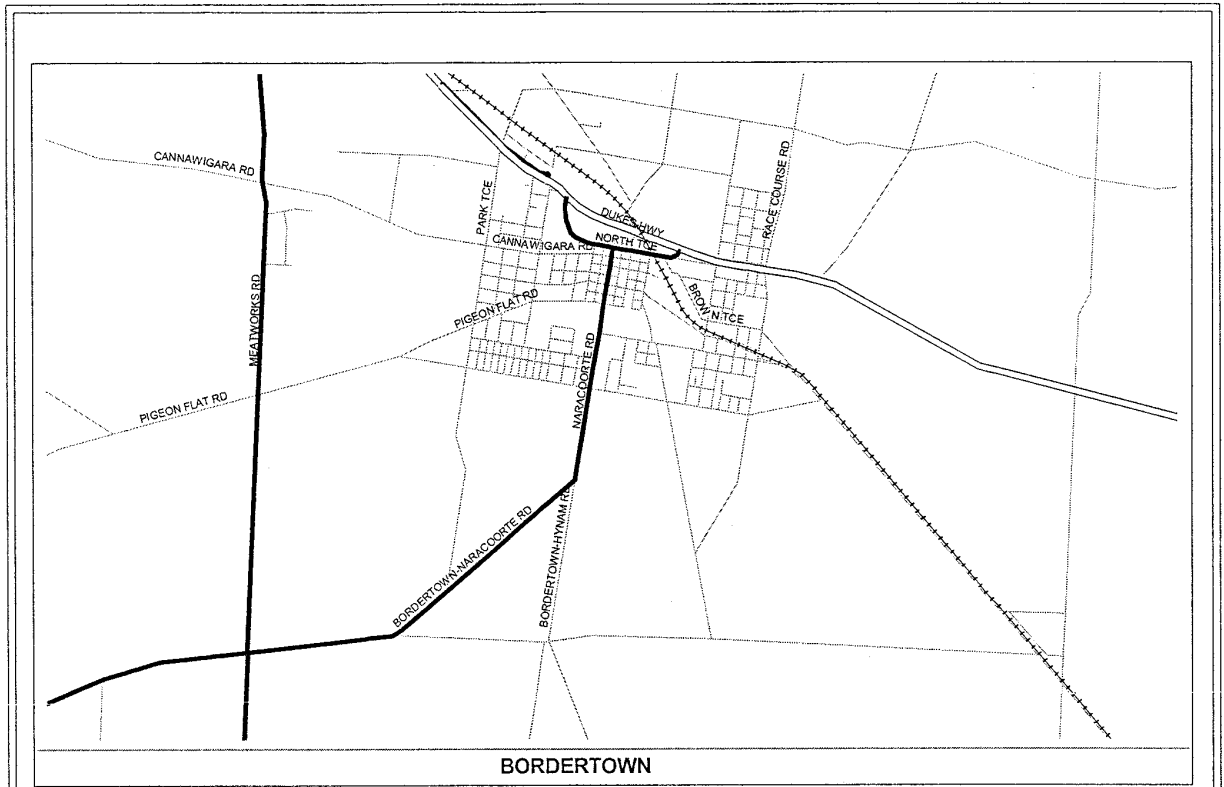 CANNAWIGARA RD
PARK TCE
RACE COURSE RD
DUKES HWY
NORTH TCE
CANNAWIGARA RD
MEATWORKS RD
BROWN TCE
PIGEON FLAT RD
NARACOORTE RD
PIGEON FLAT RD
BORDERTOWN-NARACOORTE RD
BORDERTOWN-HYNAM RD
BORDERTOWN